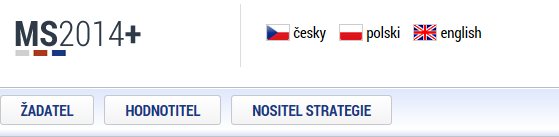 MS2014+ česky polski english
ŽADATEL HODNOTITEL NOSITEL STRATEGIE